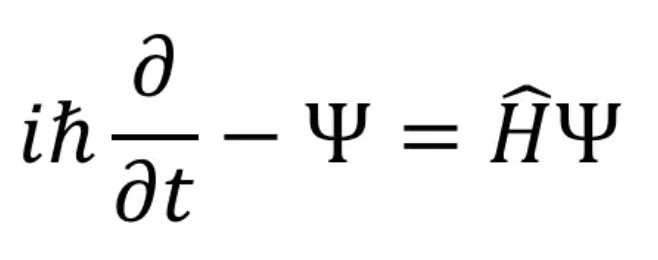 iℏ ∂/∂t − Ψ = ĤΨ